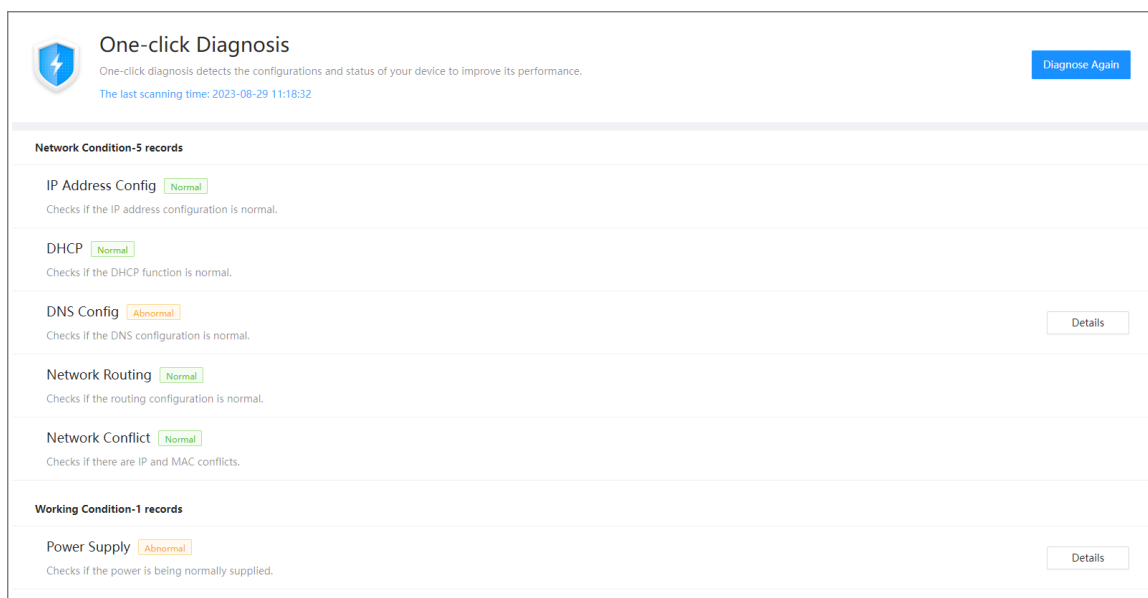 One-click Diagnosis
One-click diagnosis detects the configurations and status of your device to improve its performance.
The last scanning time: 2023-08-29 11:18:32
Diagnose Again
Network Condition-5 records
IP Address Config Normal
Checks if the IP address configuration is normal.
DHCP Normal
Checks if the DHCP function is normal.
DNS Config Abnormal
Checks if the DNS configuration is normal.
Details
Network Routing Normal
Checks if the routing configuration is normal.
Network Conflict Normal
Checks if there are IP and MAC conflicts.
Working Condition-1 records
Power Supply Abnormal
Checks if the power is being normally supplied.
Details